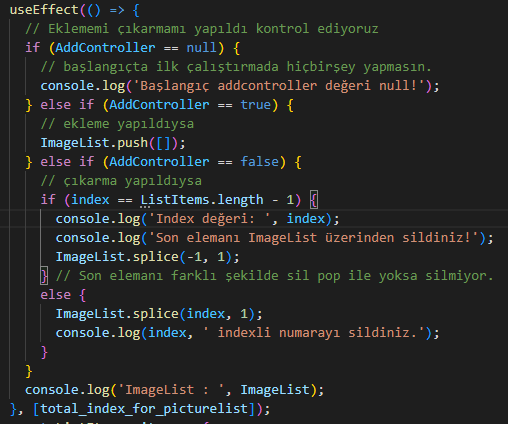 useEffect(() => {
  // Eklememi çıkarmamı yapıldı kontrol ediyoruz
  if (AddController == null) {
    // başlangıçta ilk çalıştırmada hiçbirşey yapmasın.
    console.log('Başlangıç addcontroller değeri null!');
  } else if (AddController == true) {
    // ekleme yapıldıysa
    ImageList.push([]);
  } else if (AddController == false) {
    // çıkarma yapıldıysa
    if (index == ListItems.length - 1) {
      console.log('Index değeri: ', index);
      console.log('Son elemanı ImageList üzerinden sildiniz!');
      ImageList.splice(-1, 1);
    } // Son elemanı farklı şekilde sil pop ile yoksa silmiyor.
    else {
      ImageList.splice(index, 1);
      console.log(index, ' indexli numarayı sildiniz.');
    }
  }
  console.log('ImageList : ', ImageList);
}, [total_index_for_picturelist]);